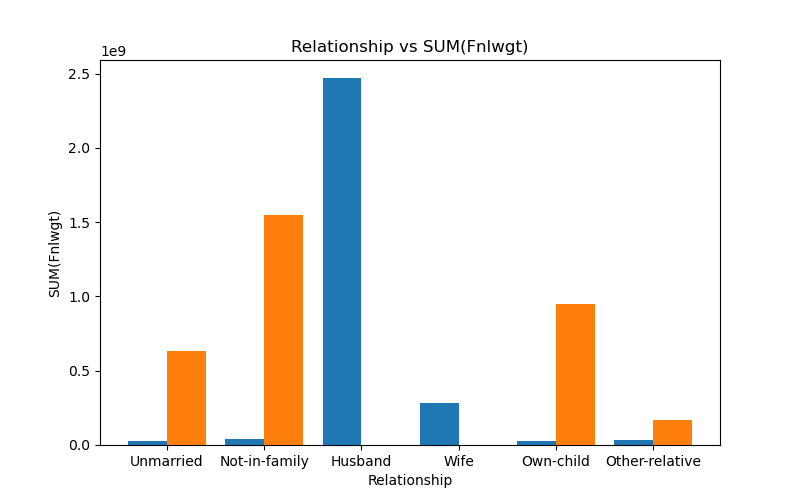 Relationship vs SUM(Fnlwgt)
1e9
2.5
2.0
1.5
1.0
0.5
0.0
SUM(Fnlwgt)
Unmarried Not-in-family Husband Wife Own-child Other-relative
Relationship